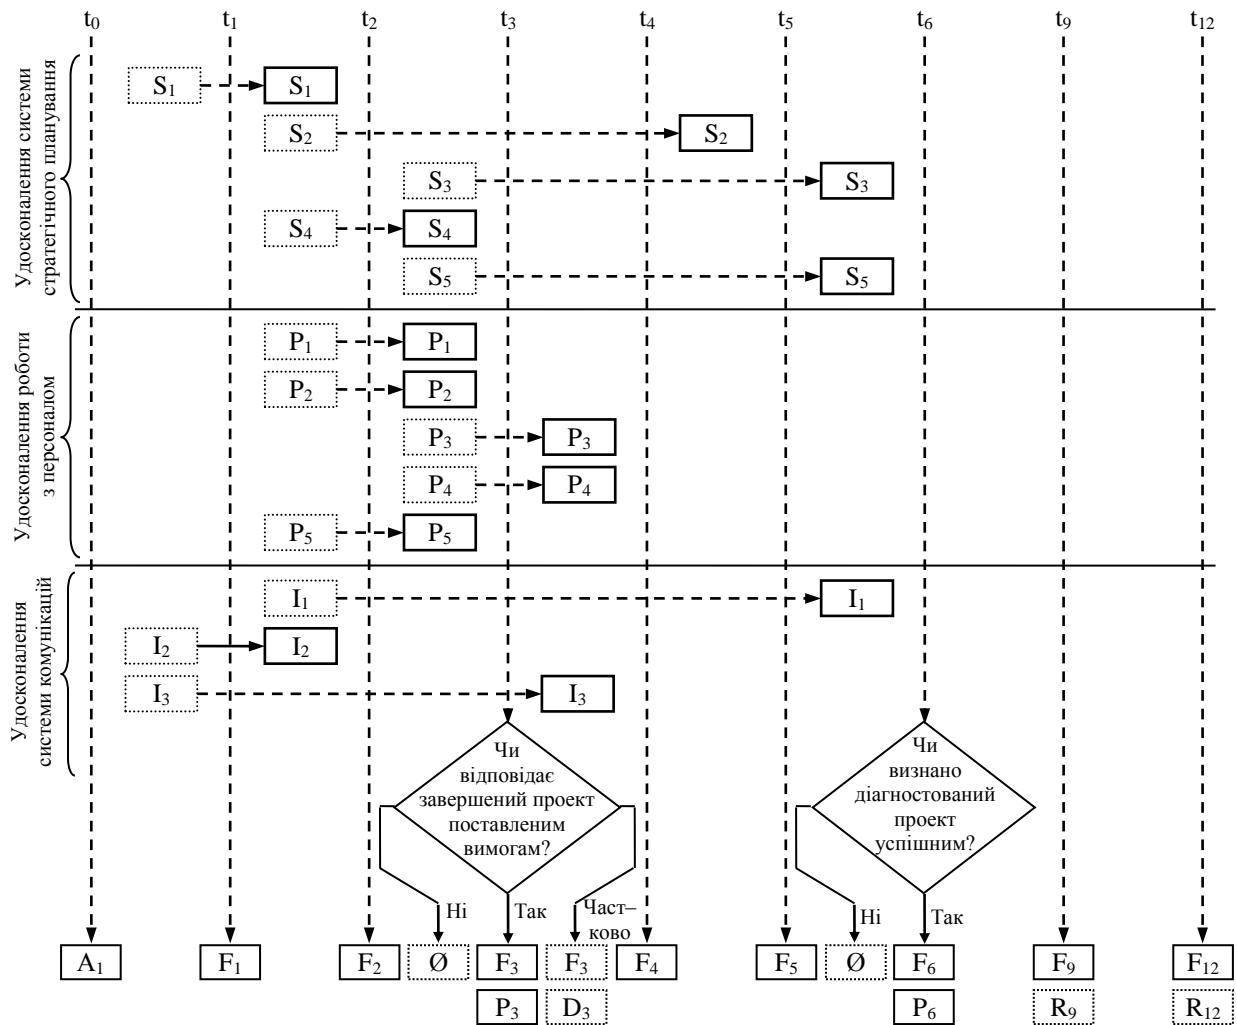 t₀ t₁ t₂ t₃ t₄ t₅ t₆ t₉ t₁₂
Удосконалення системи
стратегічного планування
S₁ S₁
S₂ S₂
S₃ S₃
S₄ S₄
S₅ S₅
Удосконалення роботи
з персоналом
P₁ P₁
P₂ P₂
P₃ P₃
P₄ P₄
P₅ P₅
Удосконалення
системи комунікацій
I₁ I₁
I₂ I₂
I₃ I₃
Чи
відповідає
завершений проект
поставленим
вимогам?
Чи
визнано
діагностований
проект
успішним?
Ні
Так
Част–
ково
Ні
Так
A₁ F₁ F₂ Ø F₃ F₃ F₄ F₅ Ø F₆ F₉ F₁₂
P₃ D₃ P₆ R₉ R₁₂